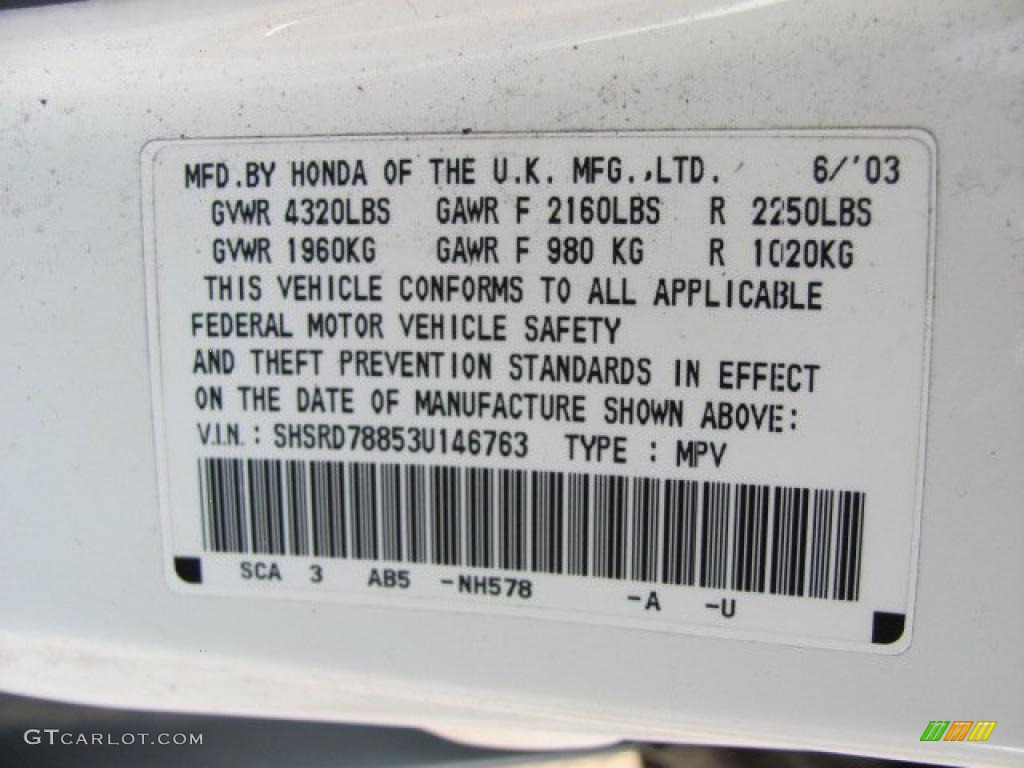 MFD.BY HONDA OF THE U.K. MFG.,LTD. 6/'03
GVWR 4320LBS GAWR F 2160LBS R 2250LBS
GVWR 1960KG GAWR F 980 KG R 1020KG
THIS VEHICLE CONFORMS TO ALL APPLICABLE
FEDERAL MOTOR VEHICLE SAFETY
AND THEFT PREVENTION STANDARDS IN EFFECT
ON THE DATE OF MANUFACTURE SHOWN ABOVE:
V.I.N.: SHSRD78853U146763 TYPE : MPV
SCA 3 AB5 -NH578 -A -U
GTCARLOT.COM